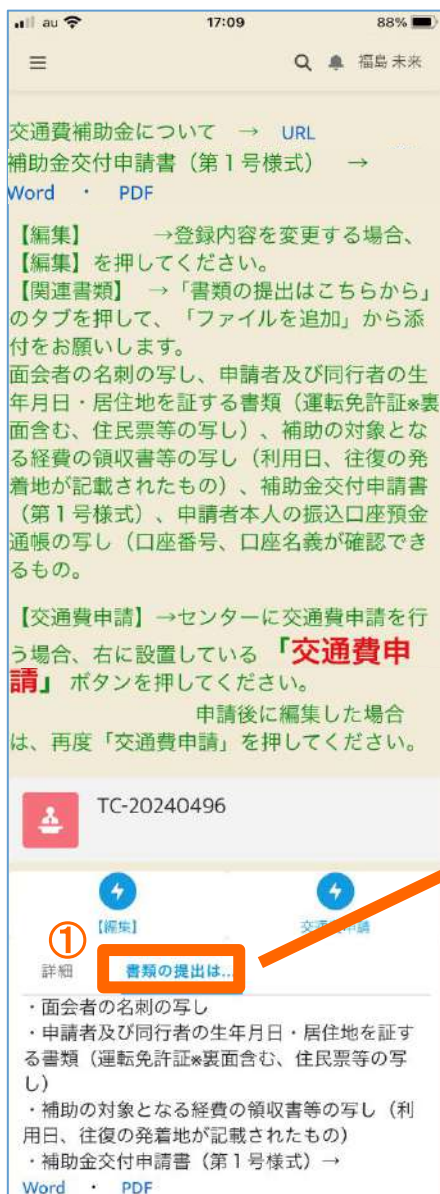 au 17:09 88%
福島 未来
交通費補助金について → URL
補助金交付申請書（第１号様式） →
Word ・ PDF
【編集】 →登録内容を変更する場合、
【編集】を押してください。
【関連書類】 →「書類の提出はこちらから」
のタブを押して、「ファイルを追加」から添
付をお願いします。
面会者の名刺の写し、申請者及び同行者の生
年月日・居住地を証する書類（運転免許証※裏
面含む、住民票等の写し）、補助の対象とな
る経費の領収書等の写し（利用日、往復の発
着地が記載されたもの）、補助金交付申請書
（第１号様式）、申請者本人の振込口座預金
通帳の写し（口座番号、口座名義が確認でき
るもの。
【交通費申請】→センターに交通費申請を行
う場合、右に設置している「交通費申
請」ボタンを押してください。
申請後に編集した場合
は、再度「交通費申請」を押してください。
TC-20240496
【編集】 交通費申請
①
詳細 書類の提出は...
・面会者の名刺の写し
・申請者及び同行者の生年月日・居住地を証す
る書類（運転免許証※裏面含む、住民票等の写
し）
・補助の対象となる経費の領収書等の写し（利
用日、往復の発着地が記載されたもの）
・補助金交付申請書（第１号様式）→
Word ・ PDF